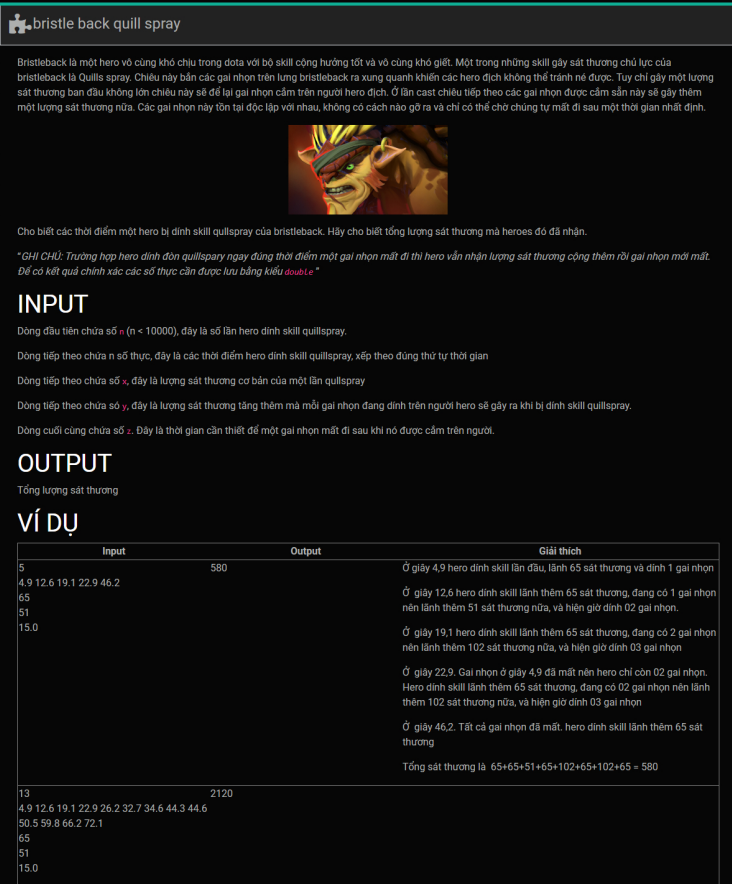 bristle back quill spray
Bristleback là một hero vô cùng khó chịu trong dota với bộ skill cộng hưởng tốt và vô cùng khó giết. Một trong những skill gây sát thương chủ lực của
bristleback là Quills spray. Chiêu này bắn các gai nhọn trên lưng bristleback ra xung quanh khiến các hero địch không thể tránh né được. Tuy chỉ gây một lượng
sát thương ban đầu không lớn chiêu này sẽ để lại gai nhọn cắm trên người hero địch. Ở lần cast chiêu tiếp theo các gai nhọn được cắm sẵn này sẽ gây thêm
một lượng sát thương nữa. Các gai nhọn này tồn tại độc lập với nhau, không có cách nào gỡ ra và chỉ có thể chờ chúng tự mất đi sau một thời gian nhất định.
Cho biết các thời điểm một hero bị dính skill qullspray của bristleback. Hãy cho biết tổng lượng sát thương mà heroes đó đã nhận.
"GHI CHÚ: Trường hợp hero dính đòn quillspary ngay đúng thời điểm một gai nhọn mất đi thì hero vẫn nhận lượng sát thương cộng thêm rồi gai nhọn mới mất.
Để có kết quả chính xác các số thực cần được lưu bằng kiểu double "
INPUT
Dòng đầu tiên chứa số n (n < 10000), đây là số lần hero dính skill quillspray.
Dòng tiếp theo chứa n số thực, đây là các thời điểm hero dính skill quillspray, xếp theo đúng thứ tự thời gian
Dòng tiếp theo chứa số x, đây là lượng sát thương cơ bản của một lần qullspray
Dòng tiếp theo chứa só y, đây là lượng sát thương tăng thêm mà mỗi gai nhọn đang dính trên người hero sẽ gây ra khi bị dính skill quillspray.
Dòng cuối cùng chứa số z. Đây là thời gian cần thiết để một gai nhọn mất đi sau khi nó được cắm trên người.
OUTPUT
Tổng lượng sát thương
VÍ DỤ
Input Output Giải thích
5
4.9 12.6 19.1 22.9 46.2
65
51
15.0
580
Ở giây 4,9 hero dính skill lần đầu, lãnh 65 sát thương và dính 1 gai nhọn
Ở giây 12,6 hero dính skill lãnh thêm 65 sát thương, đang có 1 gai nhọn
nên lãnh thêm 51 sát thương nữa, và hiện giờ dính 02 gai nhọn.
Ở giây 19,1 hero dính skill lãnh thêm 65 sát thương, đang có 2 gai nhọn
nên lãnh thêm 102 sát thương nữa, và hiện giờ dính 03 gai nhọn
Ở giây 22,9. Gai nhọn ở giây 4,9 đã mất nên hero chỉ còn 02 gai nhọn.
Hero dính skill lãnh thêm 65 sát thương, đang có 02 gai nhọn nên lãnh
thêm 102 sát thương nữa, và hiện giờ dính 03 gai nhọn
Ở giây 46,2. Tất cả gai nhọn đã mất. hero dính skill lãnh thêm 65 sát
thương
Tổng sát thương là 65+65+51+65+102+65+102+65 = 580
13
4.9 12.6 19.1 22.9 26.2 32.7 34.6 44.3 44.6
50.5 59.8 66.2 72.1
65
51
15.0
2120